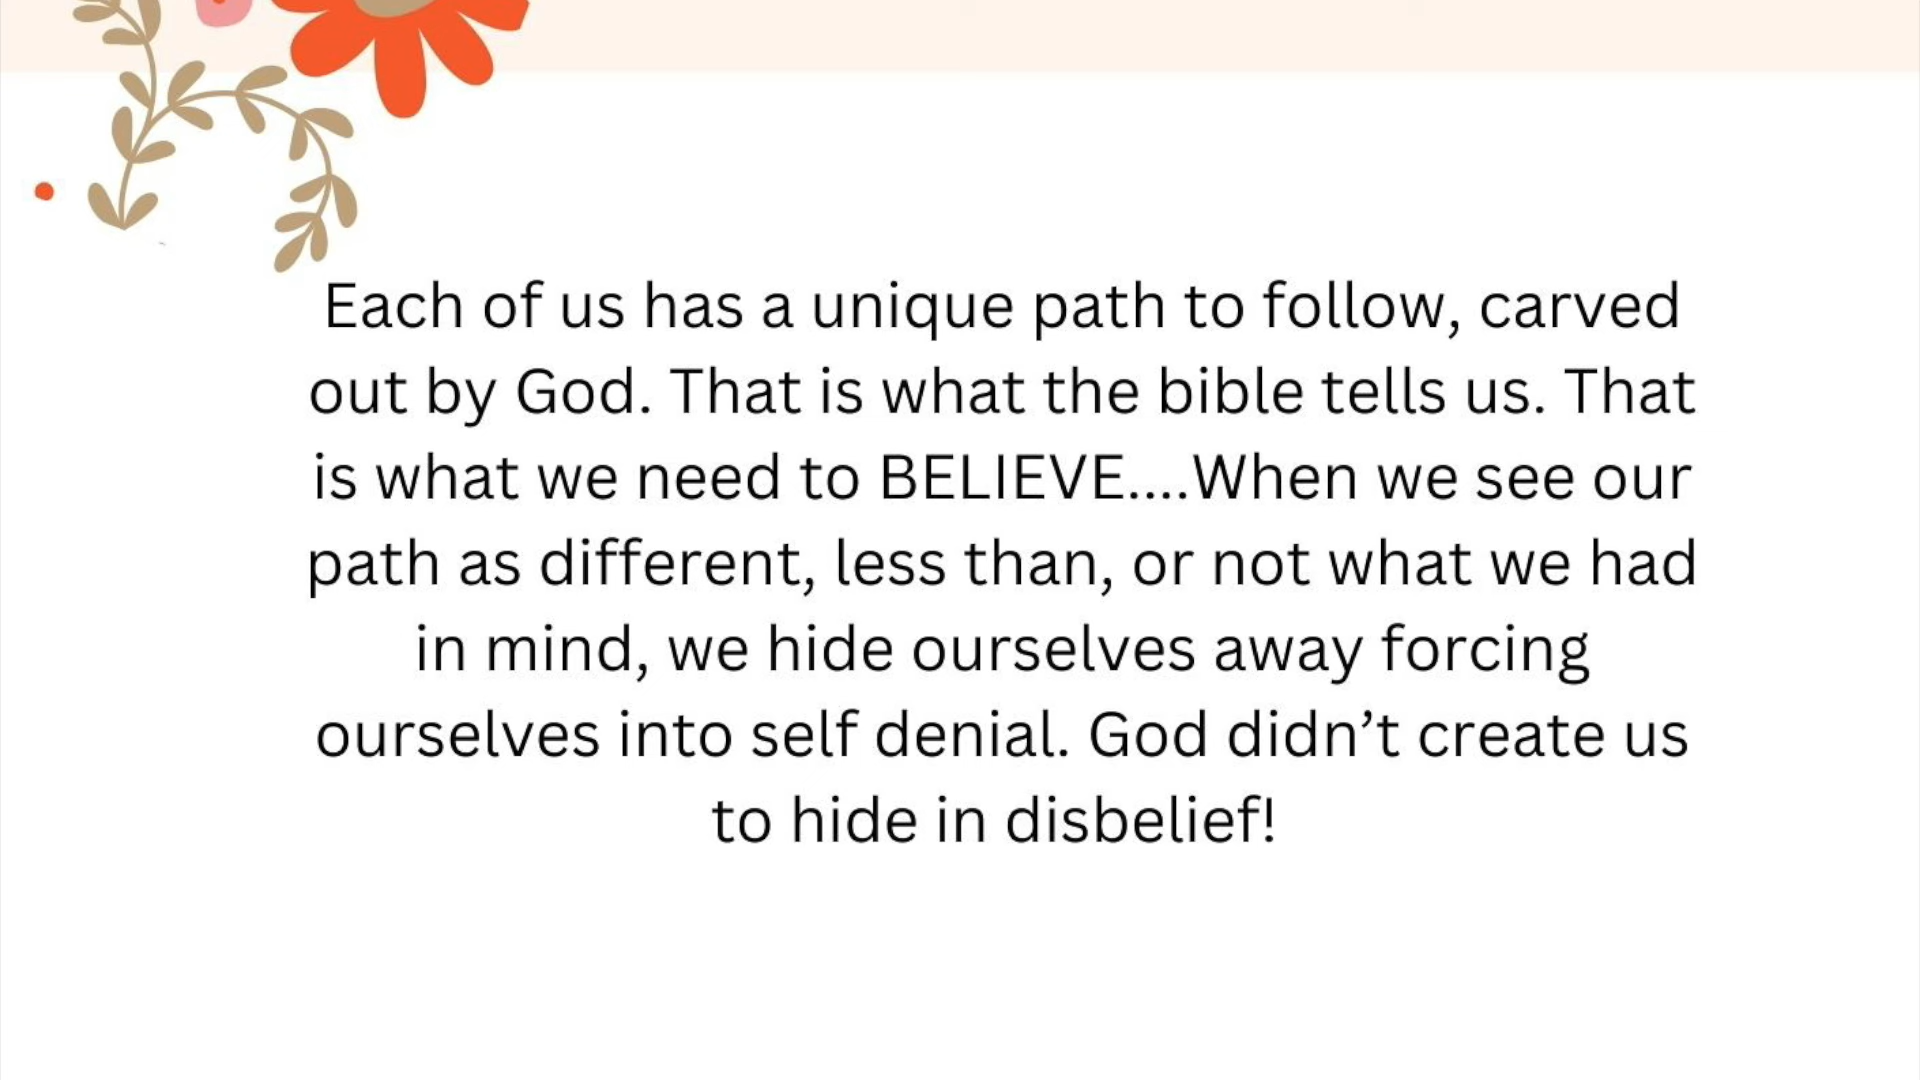 Each of us has a unique path to follow, carved
out by God. That is what the bible tells us. That
is what we need to BELIEVE....When we see our
path as different, less than, or not what we had
in mind, we hide ourselves away forcing
ourselves into self denial. God didn’t create us
to hide in disbelief!